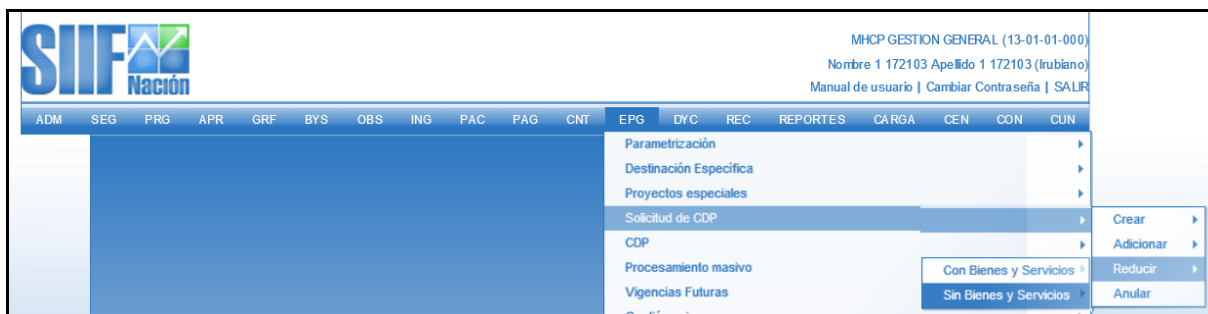 SIIF
Nación
MHCP GESTION GENERAL (13-01-01-000)
Nombre 1 172103 Apellido 1 172103 (Irubiano)
Manual de usuario | Cambiar Contraseña | SALIR
ADM SEG PRG APR GRF BYS OBS ING PAC PAG CNT EPG DYC REC REPORTES CARGA CEN CON CUN
Parametrización
Destinación Específica
Proyectos especiales
Solicitud de CDP
Crear
CDP
Adicionar
Procesamiento masivo
Con Bienes y Servicios
Reducir
Vigencias Futuras
Sin Bienes y Servicios
Anular